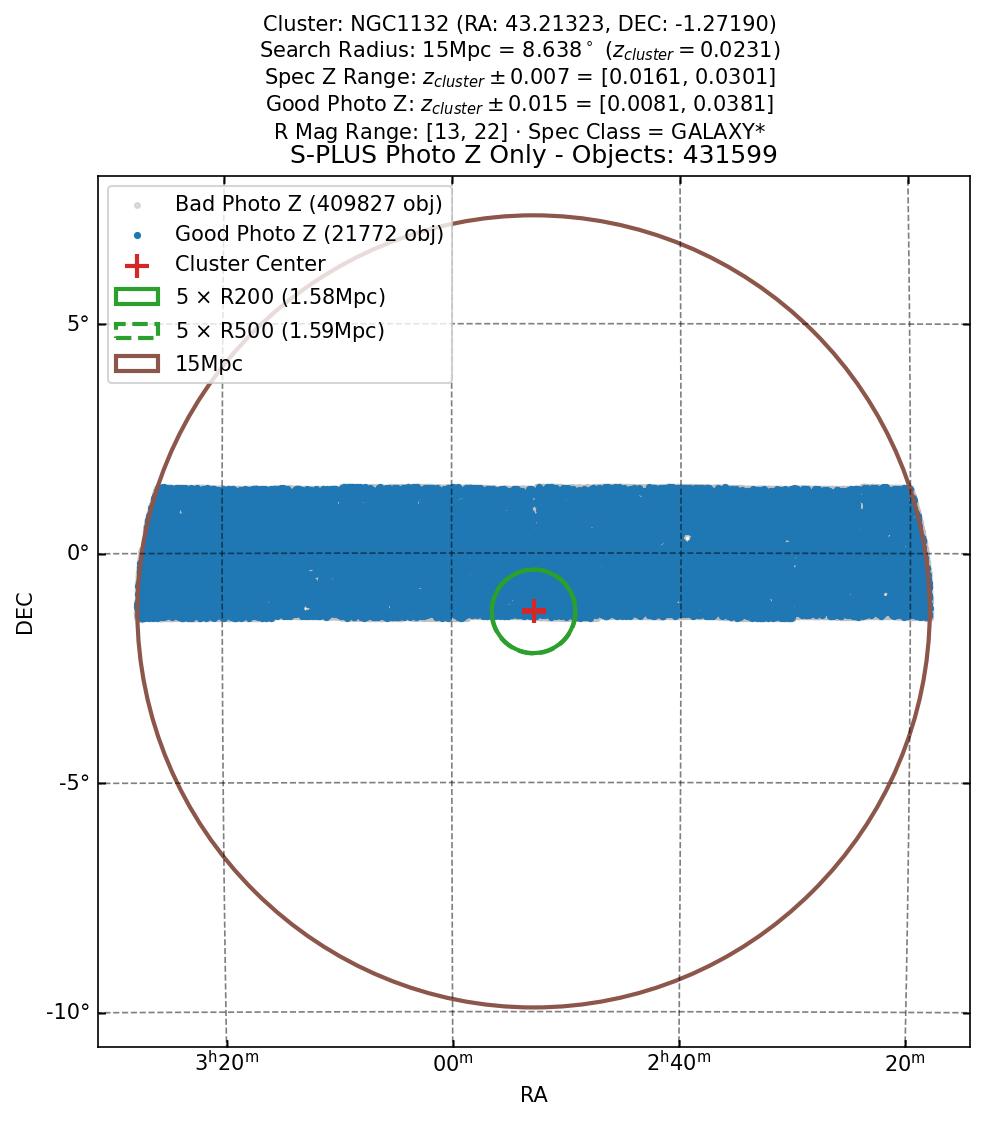 Cluster: NGC1132 (RA: 43.21323, DEC: -1.27190)
Search Radius: 15Mpc = 8.638° (z_cluster = 0.0231)
Spec Z Range: z_cluster ± 0.007 = [0.0161, 0.0301]
Good Photo Z: z_cluster ± 0.015 = [0.0081, 0.0381]
R Mag Range: [13, 22] · Spec Class = GALAXY*
S-PLUS Photo Z Only - Objects: 431599
Bad Photo Z (409827 obj)
Good Photo Z (21772 obj)
Cluster Center
5 × R200 (1.58Mpc)
5 × R500 (1.59Mpc)
15Mpc
5°
0°
-5°
-10°
DEC
3h20m
00m
2h40m
20m
RA